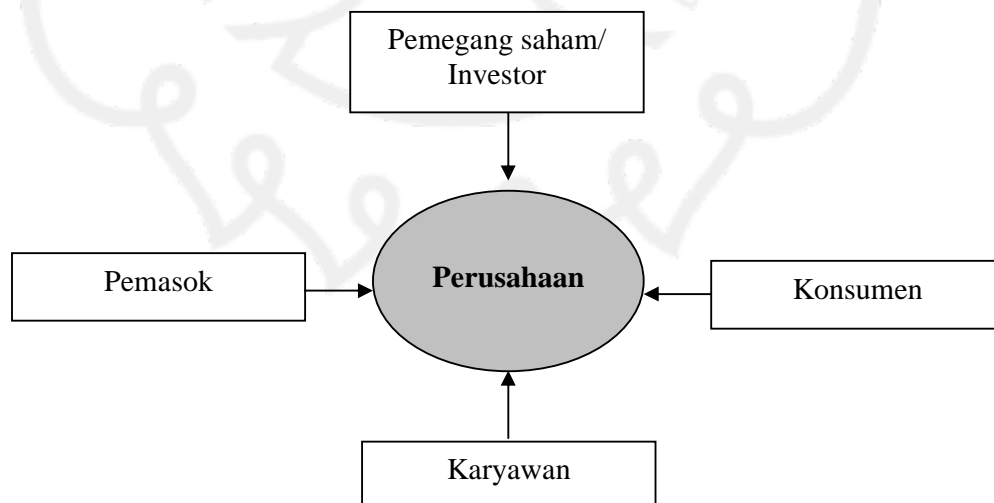 Pemegang saham/
Investor
Pemasok
Perusahaan
Konsumen
Karyawan